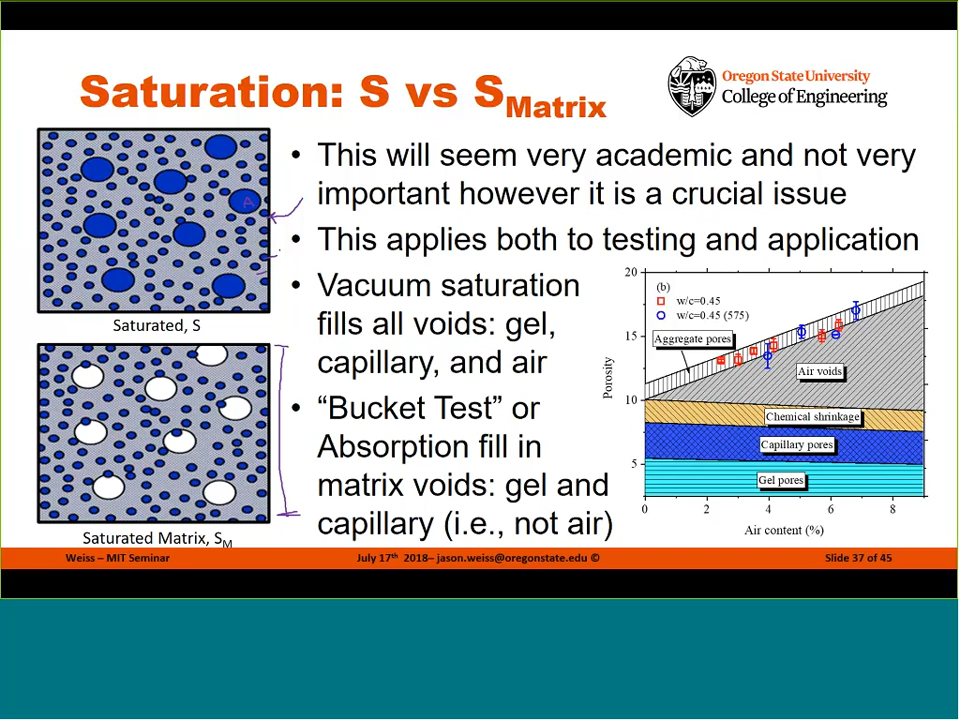 Saturation: S vs SMatrix
Oregon State University
College of Engineering
• This will seem very academic and not very
important however it is a crucial issue
A
• This applies both to testing and application
• Vacuum saturation
fills all voids: gel,
capillary, and air
• “Bucket Test” or
Absorption fill in
matrix voids: gel and
capillary (i.e., not air)
Saturated, S
Saturated Matrix, SM
20
15
10
5
Porosity
(b)
w/c=0.45
w/c=0.45 (575)
Aggregate pores
Air voids
Chemical shrinkage
Capillary pores
Gel pores
0 2 4 6 8
Air content (%)
Weiss – MIT Seminar
July 17th 2018– jason.weiss@oregonstate.edu ©
Slide 37 of 45